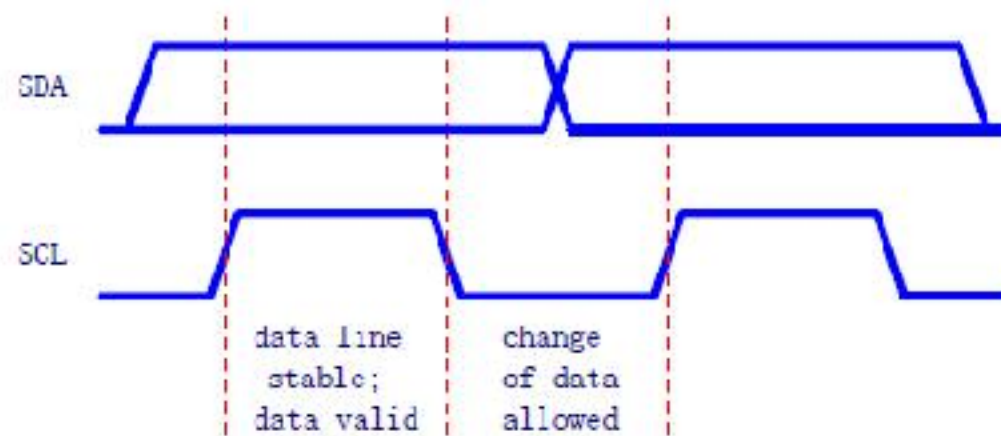 SDA
SCL
data line
stable;
data valid
change
of data
allowed